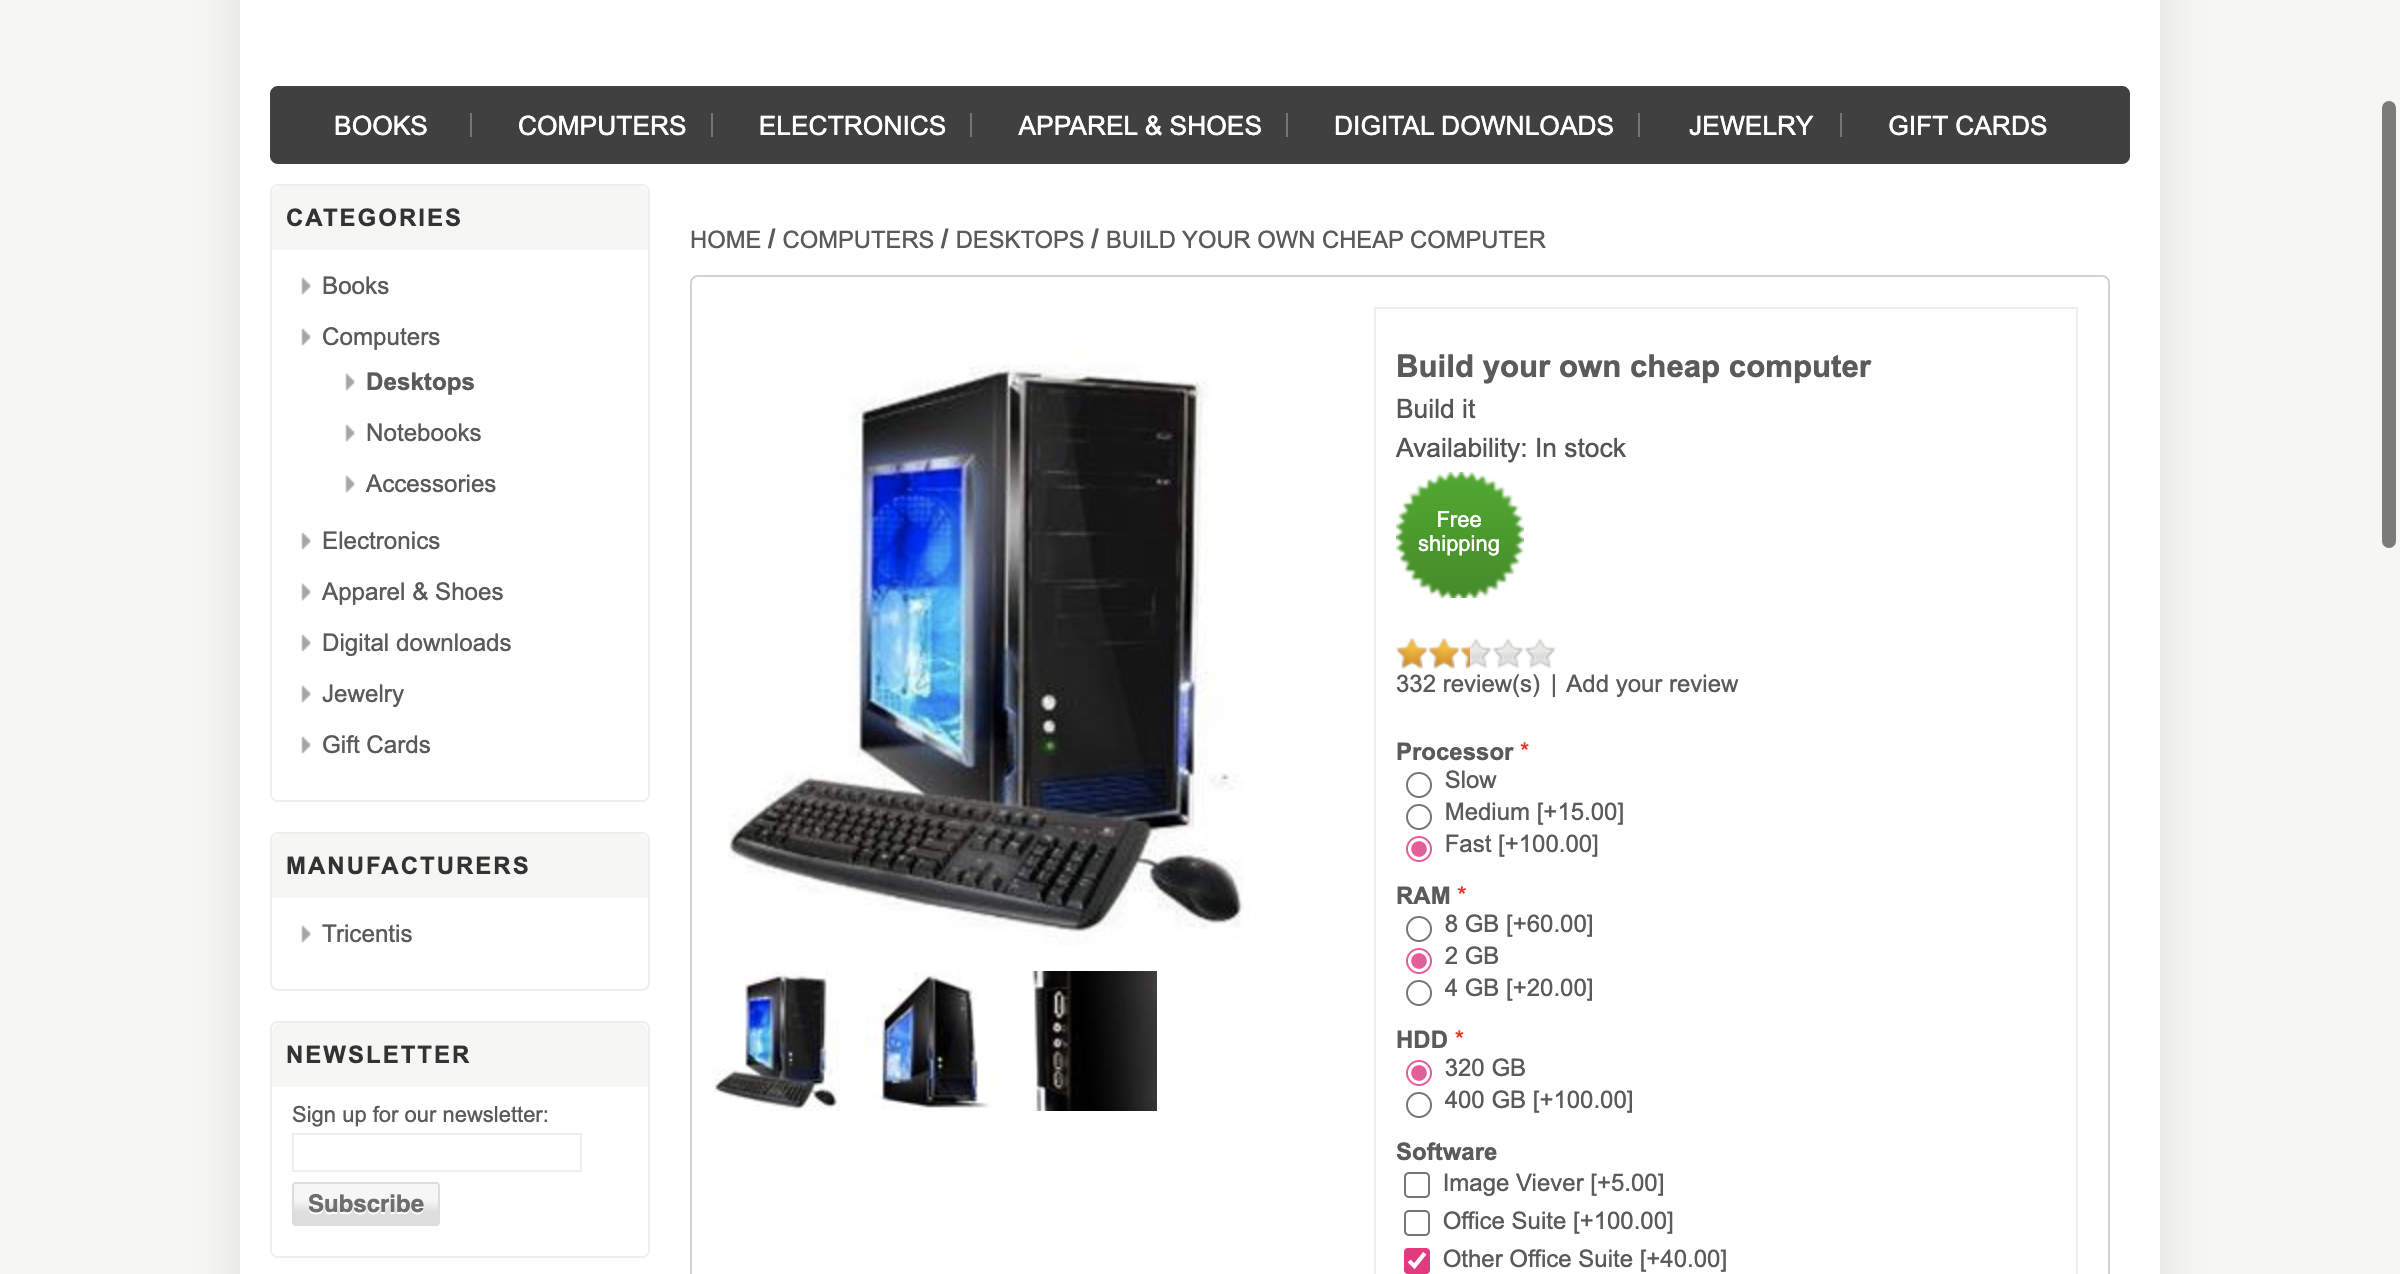 BOOKS COMPUTERS ELECTRONICS APPAREL & SHOES DIGITAL DOWNLOADS JEWELRY GIFT CARDS
CATEGORIES
Books
Computers
Desktops
Notebooks
Accessories
Electronics
Apparel & Shoes
Digital downloads
Jewelry
Gift Cards
MANUFACTURERS
Tricentis
NEWSLETTER
Sign up for our newsletter:
Subscribe
HOME / COMPUTERS / DESKTOPS / BUILD YOUR OWN CHEAP COMPUTER
Build your own cheap computer
Build it
Availability: In stock
Free
shipping
332 review(s) | Add your review
Processor *
Slow
Medium [+15.00]
Fast [+100.00]
RAM *
8 GB [+60.00]
2 GB
4 GB [+20.00]
HDD *
320 GB
400 GB [+100.00]
Software
Image Viever [+5.00]
Office Suite [+100.00]
Other Office Suite [+40.00]